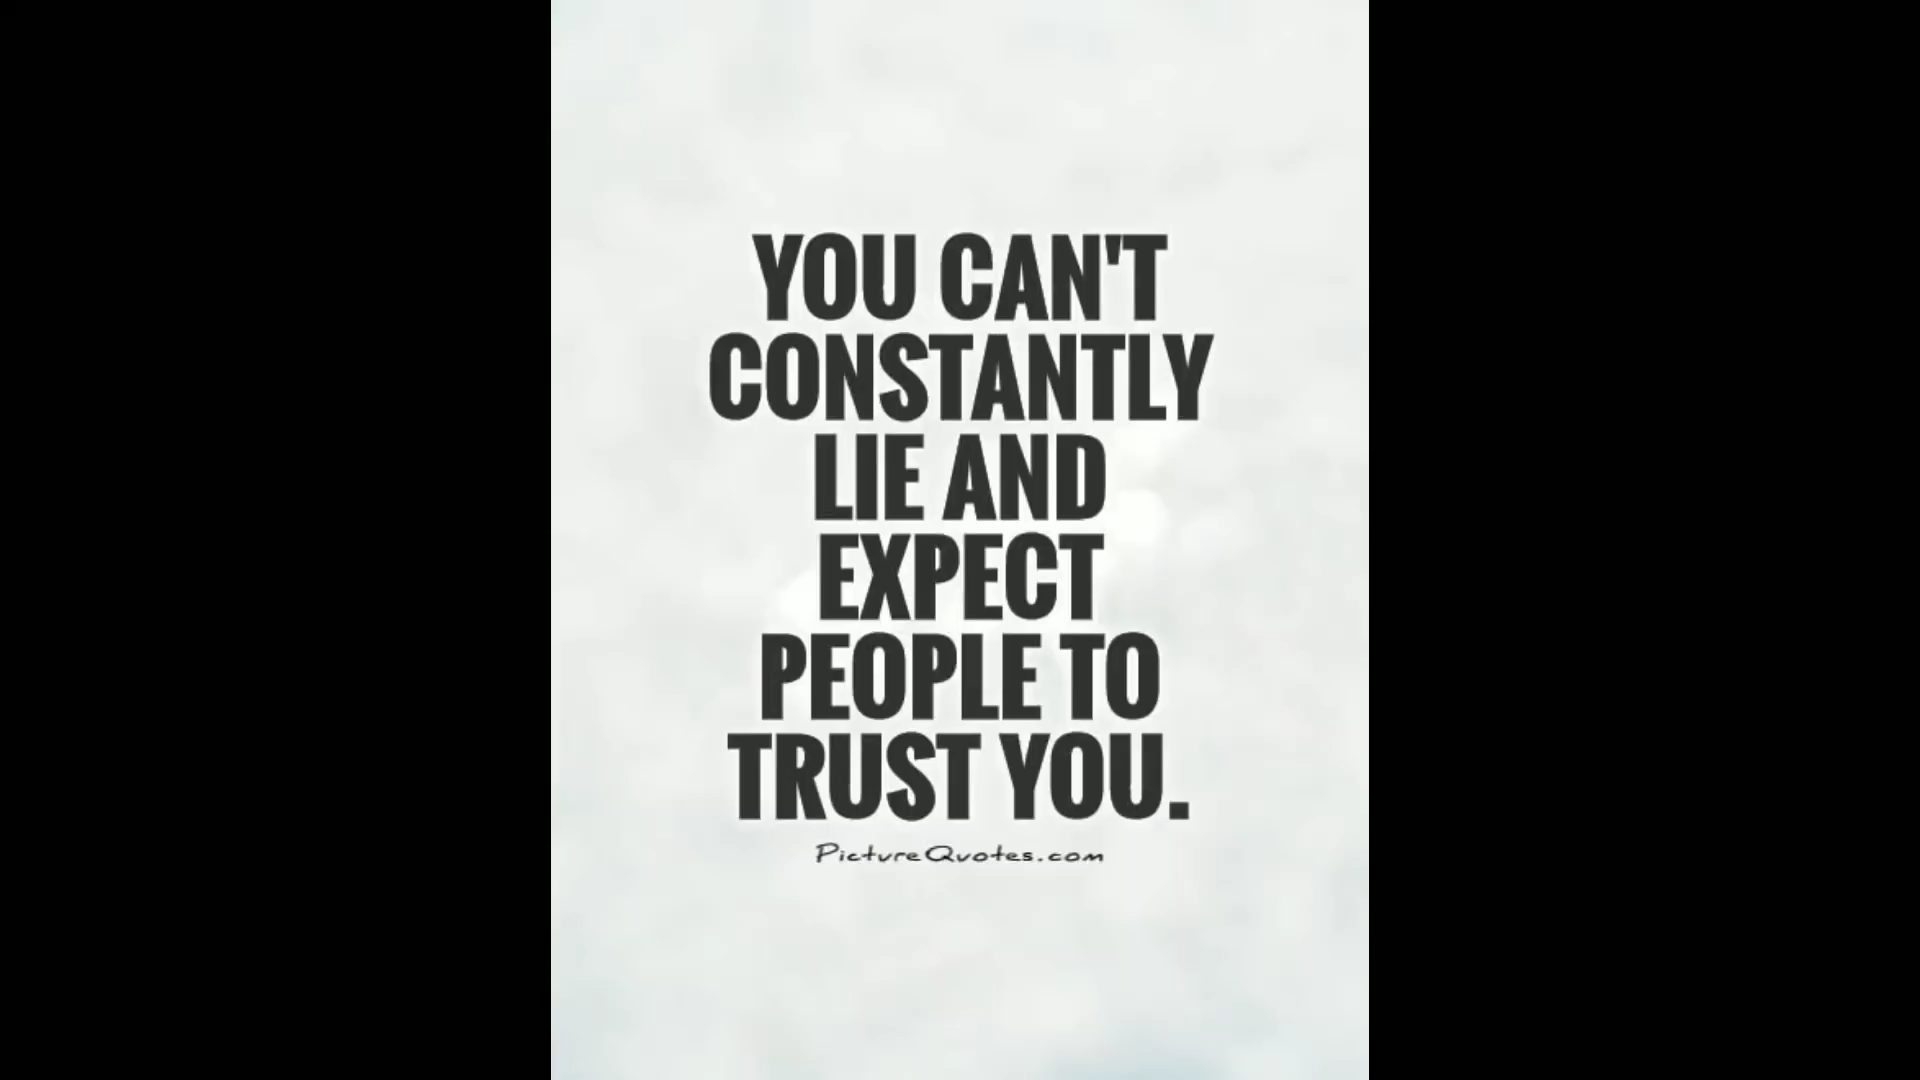 YOU CAN'T
CONSTANTLY
LIE AND
EXPECT
PEOPLE TO
TRUST YOU.
PictureQuotes.com